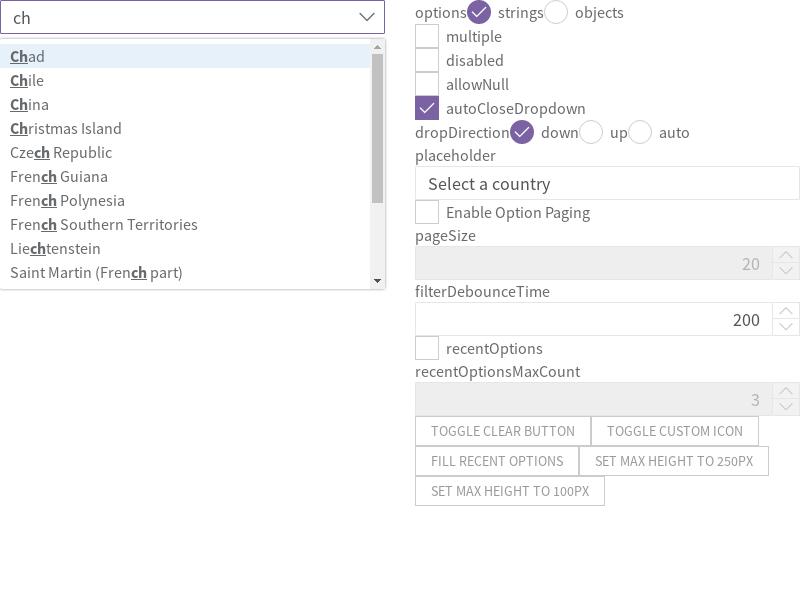 ch
Chad
Chile
China
Christmas Island
Czech Republic
French Guiana
French Polynesia
French Southern Territories
Liechtenstein
Saint Martin (French part)
options strings objects
multiple
disabled
allowNull
autoCloseDropdown
dropDirection down up auto
placeholder
Select a country
Enable Option Paging
pageSize
20
filterDebounceTime
200
recentOptions
recentOptionsMaxCount
3
TOGGLE CLEAR BUTTON TOGGLE CUSTOM ICON
FILL RECENT OPTIONS SET MAX HEIGHT TO 250PX
SET MAX HEIGHT TO 100PX